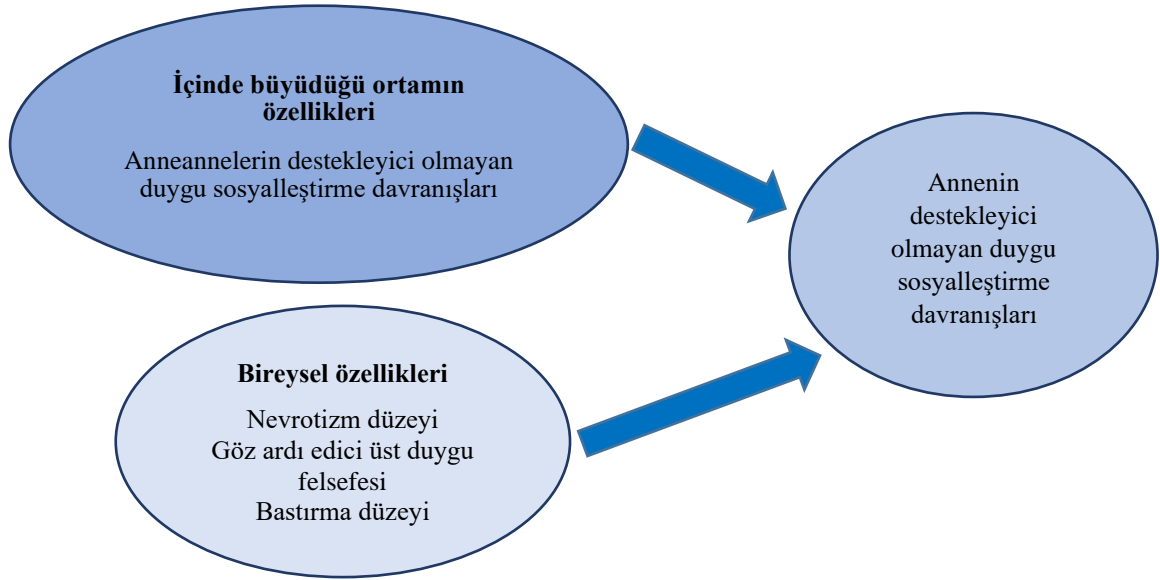 İçinde büyüdüğü ortamın
özellikleri
Anneannelerin destekleyici olmayan
duygu sosyalleştirme davranışları
Bireysel özellikleri
Nevrotizm düzeyi
Göz ardı edici üst duygu
felsefesi
Bastırma düzeyi
Annenin
destekleyici
olmayan duygu
sosyalleştirme
davranışları